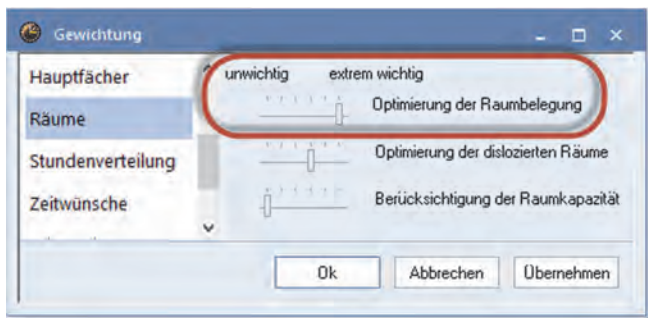 Gewichtung
Hauptfächer
Räume
Stundenverteilung
Zeitwünsche
unwichtig extrem wichtig
Optimierung der Raumbelegung
Optimierung der dislozierten Räume
Berücksichtigung der Raumkapazität
Ok Abbrechen Übernehmen